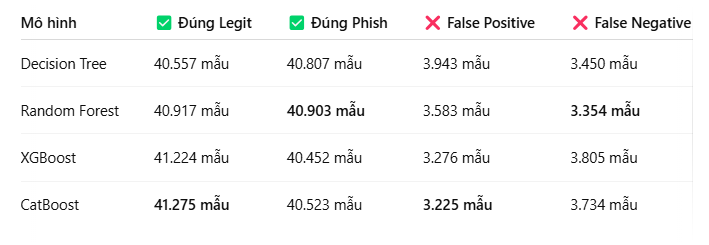 Mô hình ✅ Đúng Legit ✅ Đúng Phish ❌ False Positive ❌ False Negative
Decision Tree 40.557 mẫu 40.807 mẫu 3.943 mẫu 3.450 mẫu
Random Forest 40.917 mẫu 40.903 mẫu 3.583 mẫu 3.354 mẫu
XGBoost 41.224 mẫu 40.452 mẫu 3.276 mẫu 3.805 mẫu
CatBoost 41.275 mẫu 40.523 mẫu 3.225 mẫu 3.734 mẫu